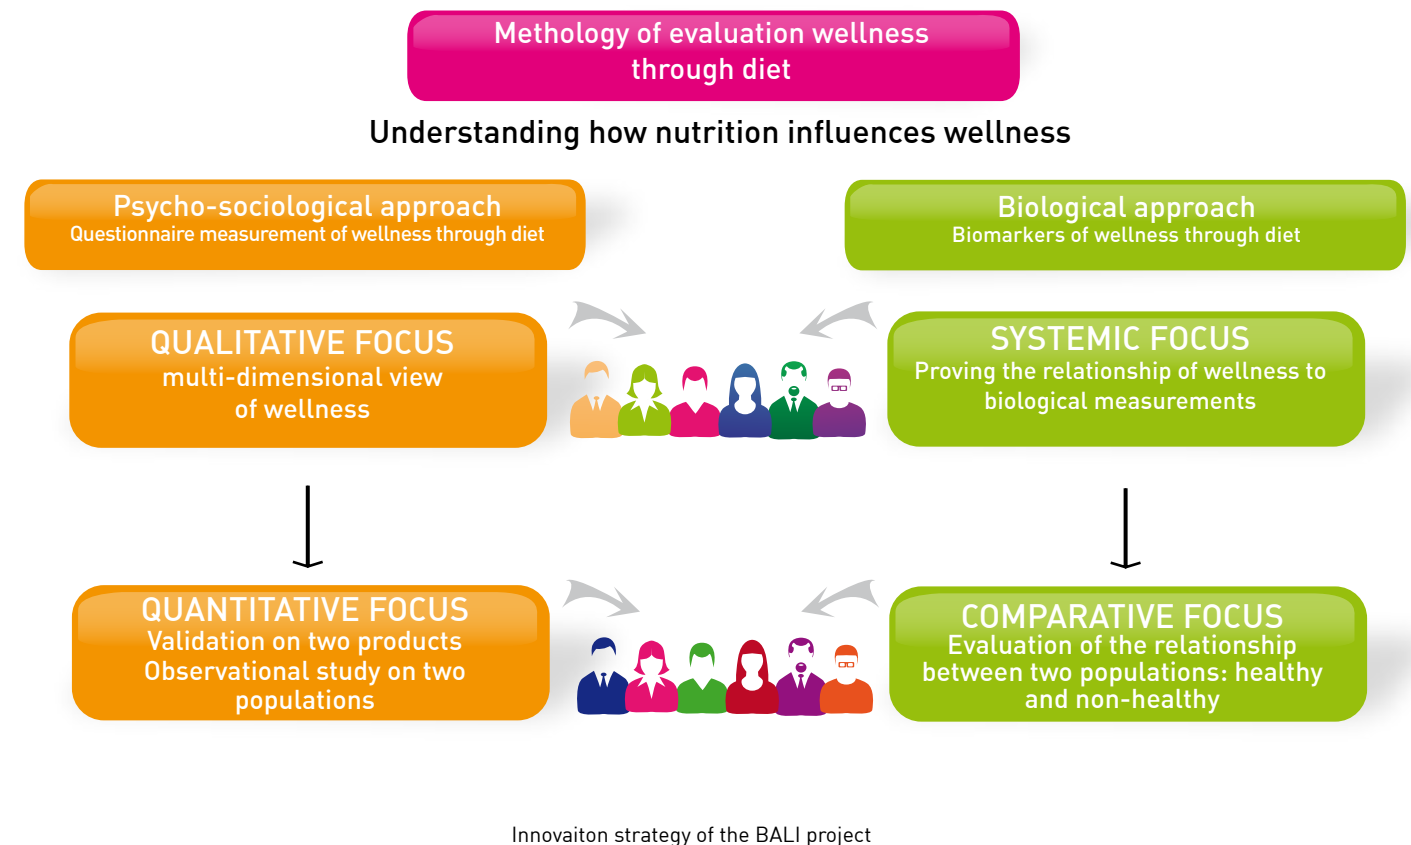 Methology of evaluation wellness
through diet
Understanding how nutrition influences wellness
Psycho-sociological approach
Questionnaire measurement of wellness through diet
Biological approach
Biomarkers of wellness through diet
QUALITATIVE FOCUS
multi-dimensional view
of wellness
SYSTEMIC FOCUS
Proving the relationship of wellness to
biological measurements
QUANTITATIVE FOCUS
Validation on two products
Observational study on two
populations
COMPARATIVE FOCUS
Evaluation of the relationship
between two populations: healthy
and non-healthy
Innovaiton strategy of the BALI project